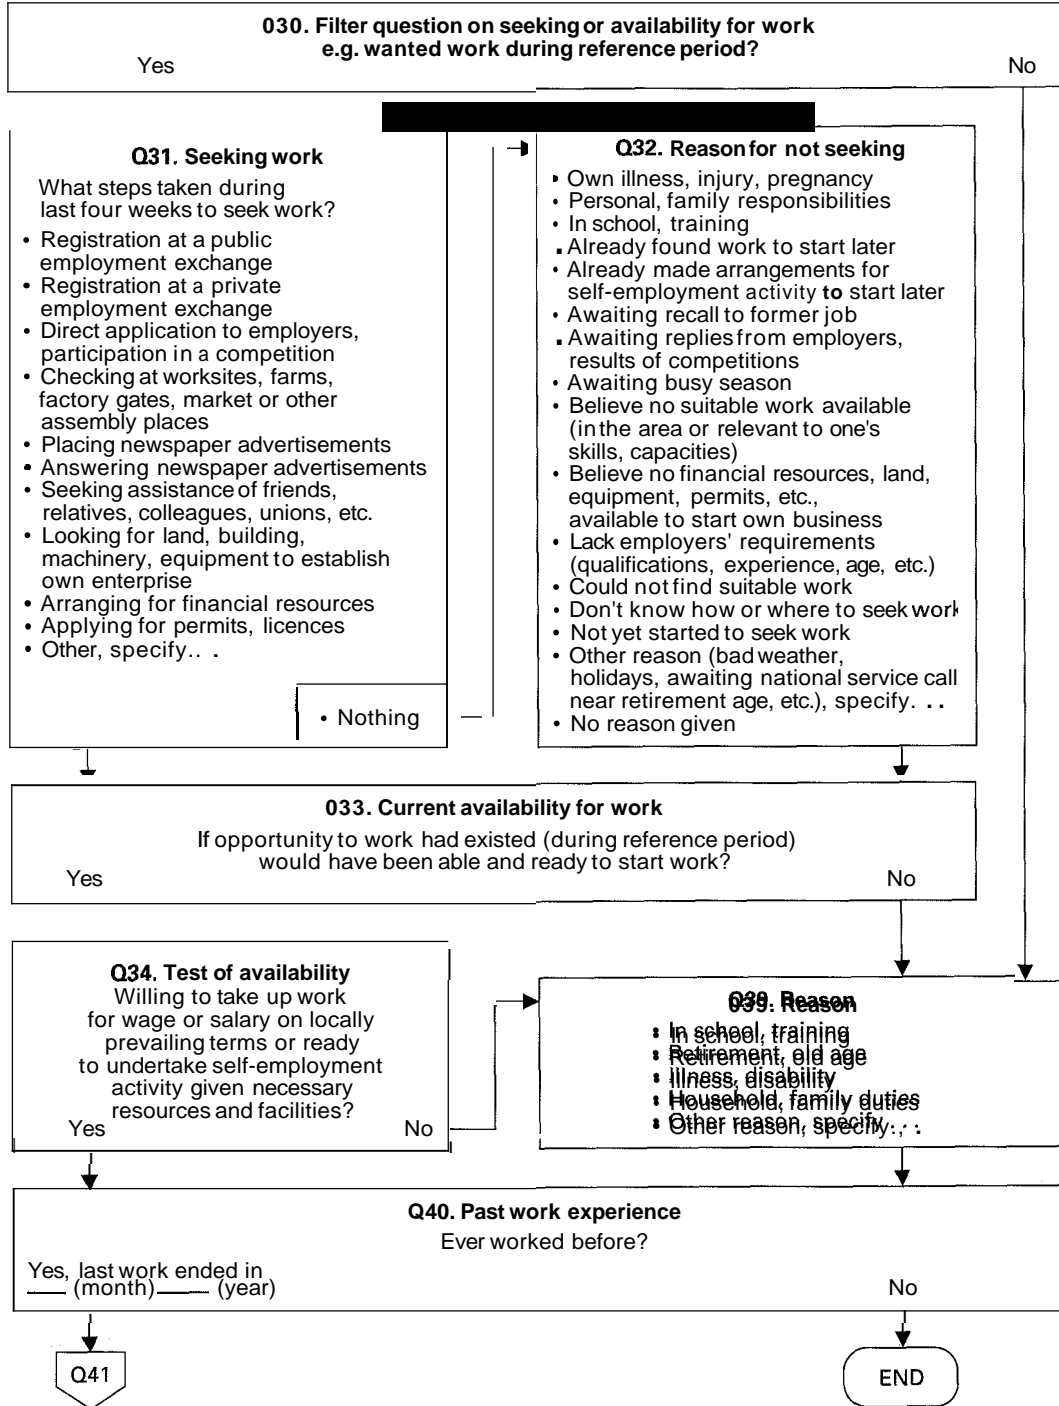 030. Filter question on seeking or availability for work
e.g. wanted work during reference period?
Yes
No
Q31. Seeking work
What steps taken during
last four weeks to seek work?
• Registration at a public
employment exchange
• Registration at a private
employment exchange
• Direct application to employers,
participation in a competition
• Checking at worksites, farms,
factory gates, market or other
assembly places
• Placing newspaper advertisements
• Answering newspaper advertisements
• Seeking assistance of friends,
relatives, colleagues, unions, etc.
• Looking for land, building,
machinery, equipment to establish
own enterprise
• Arranging for financial resources
• Applying for permits, licences
• Other, specify.. .
• Nothing
Q32. Reason for not seeking
• Own illness, injury, pregnancy
• Personal, family responsibilities
• In school, training
. Already found work to start later
• Already made arrangements for
self-employment activity to start later
• Awaiting recall to former job
. Awaiting replies from employers,
results of competitions
• Awaiting busy season
• Believe no suitable work available
(in the area or relevant to one's
skills, capacities)
• Believe no financial resources, land,
equipment, permits, etc.,
available to start own business
• Lack employers' requirements
(qualifications, experience, age, etc.)
• Could not find suitable work
• Don't know how or where to seek work
• Not yet started to seek work
• Other reason (bad weather,
holidays, awaiting national service call
near retirement age, etc.), specify. . .
• No reason given
033. Current availability for work
If opportunity to work had existed (during reference period)
would have been able and ready to start work?
Yes
No
Q34. Test of availability
Willing to take up work
for wage or salary on locally
prevailing terms or ready
to undertake self-employment
activity given necessary
resources and facilities?
Yes
No
Q39. Reason
• In school, training
• Retirement, old age
• Illness, disability
• Household, family duties
• Other reason, specify. . .
Q40. Past work experience
Ever worked before?
Yes, last work ended in
___ (month) ___ (year)
No
Q41
END